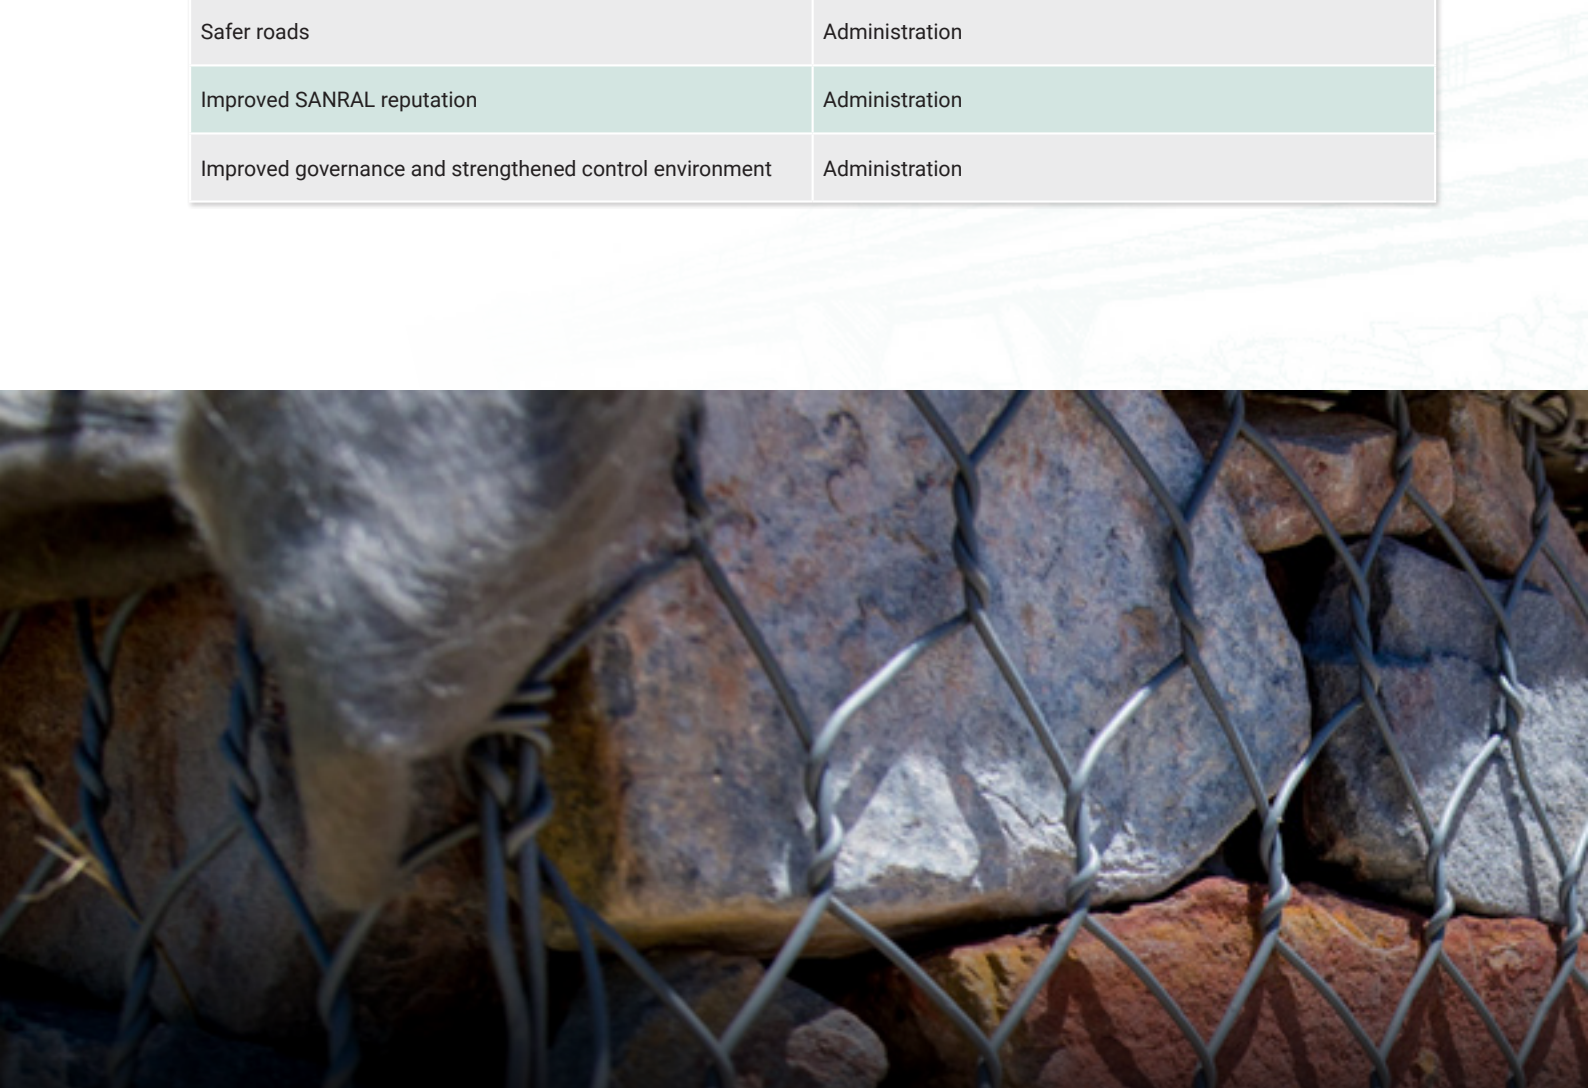 Safer roads Administration
Improved SANRAL reputation Administration
Improved governance and strengthened control environment Administration